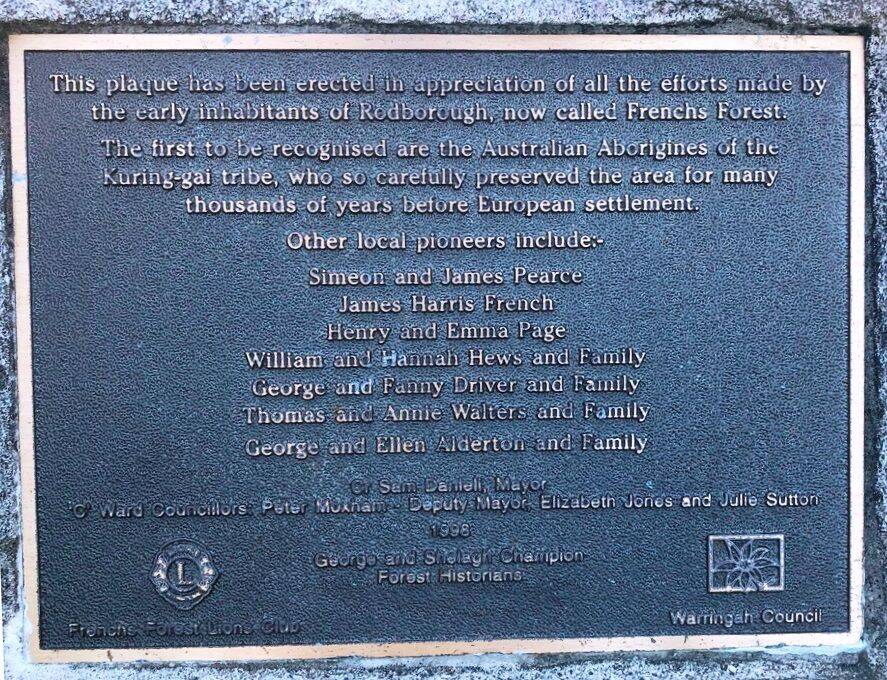 This plaque has been erected in appreciation of all the efforts made by
the early inhabitants of Rodborough, now called Frenchs Forest.
The first to be recognised are the Australian Aborigines of the
Kuring-gai tribe, who so carefully preserved the area for many
thousands of years before European settlement.
Other local pioneers include:-
Simeon and James Pearce
James Harris French
Henry and Emma Page
William and Hannah Hews and Family
George and Fanny Driver and Family
Thomas and Annie Walters and Family
George and Ellen Alderton and Family
Cr Sam Danieli, Mayor
'C' Ward Councillors: Peter Moxham - Deputy Mayor, Elizabeth Jones and Julie Sutton
1998
George and Shelagh Champion
Forest Historians
L
Frenchs Forest Lions Club
Warringah Council